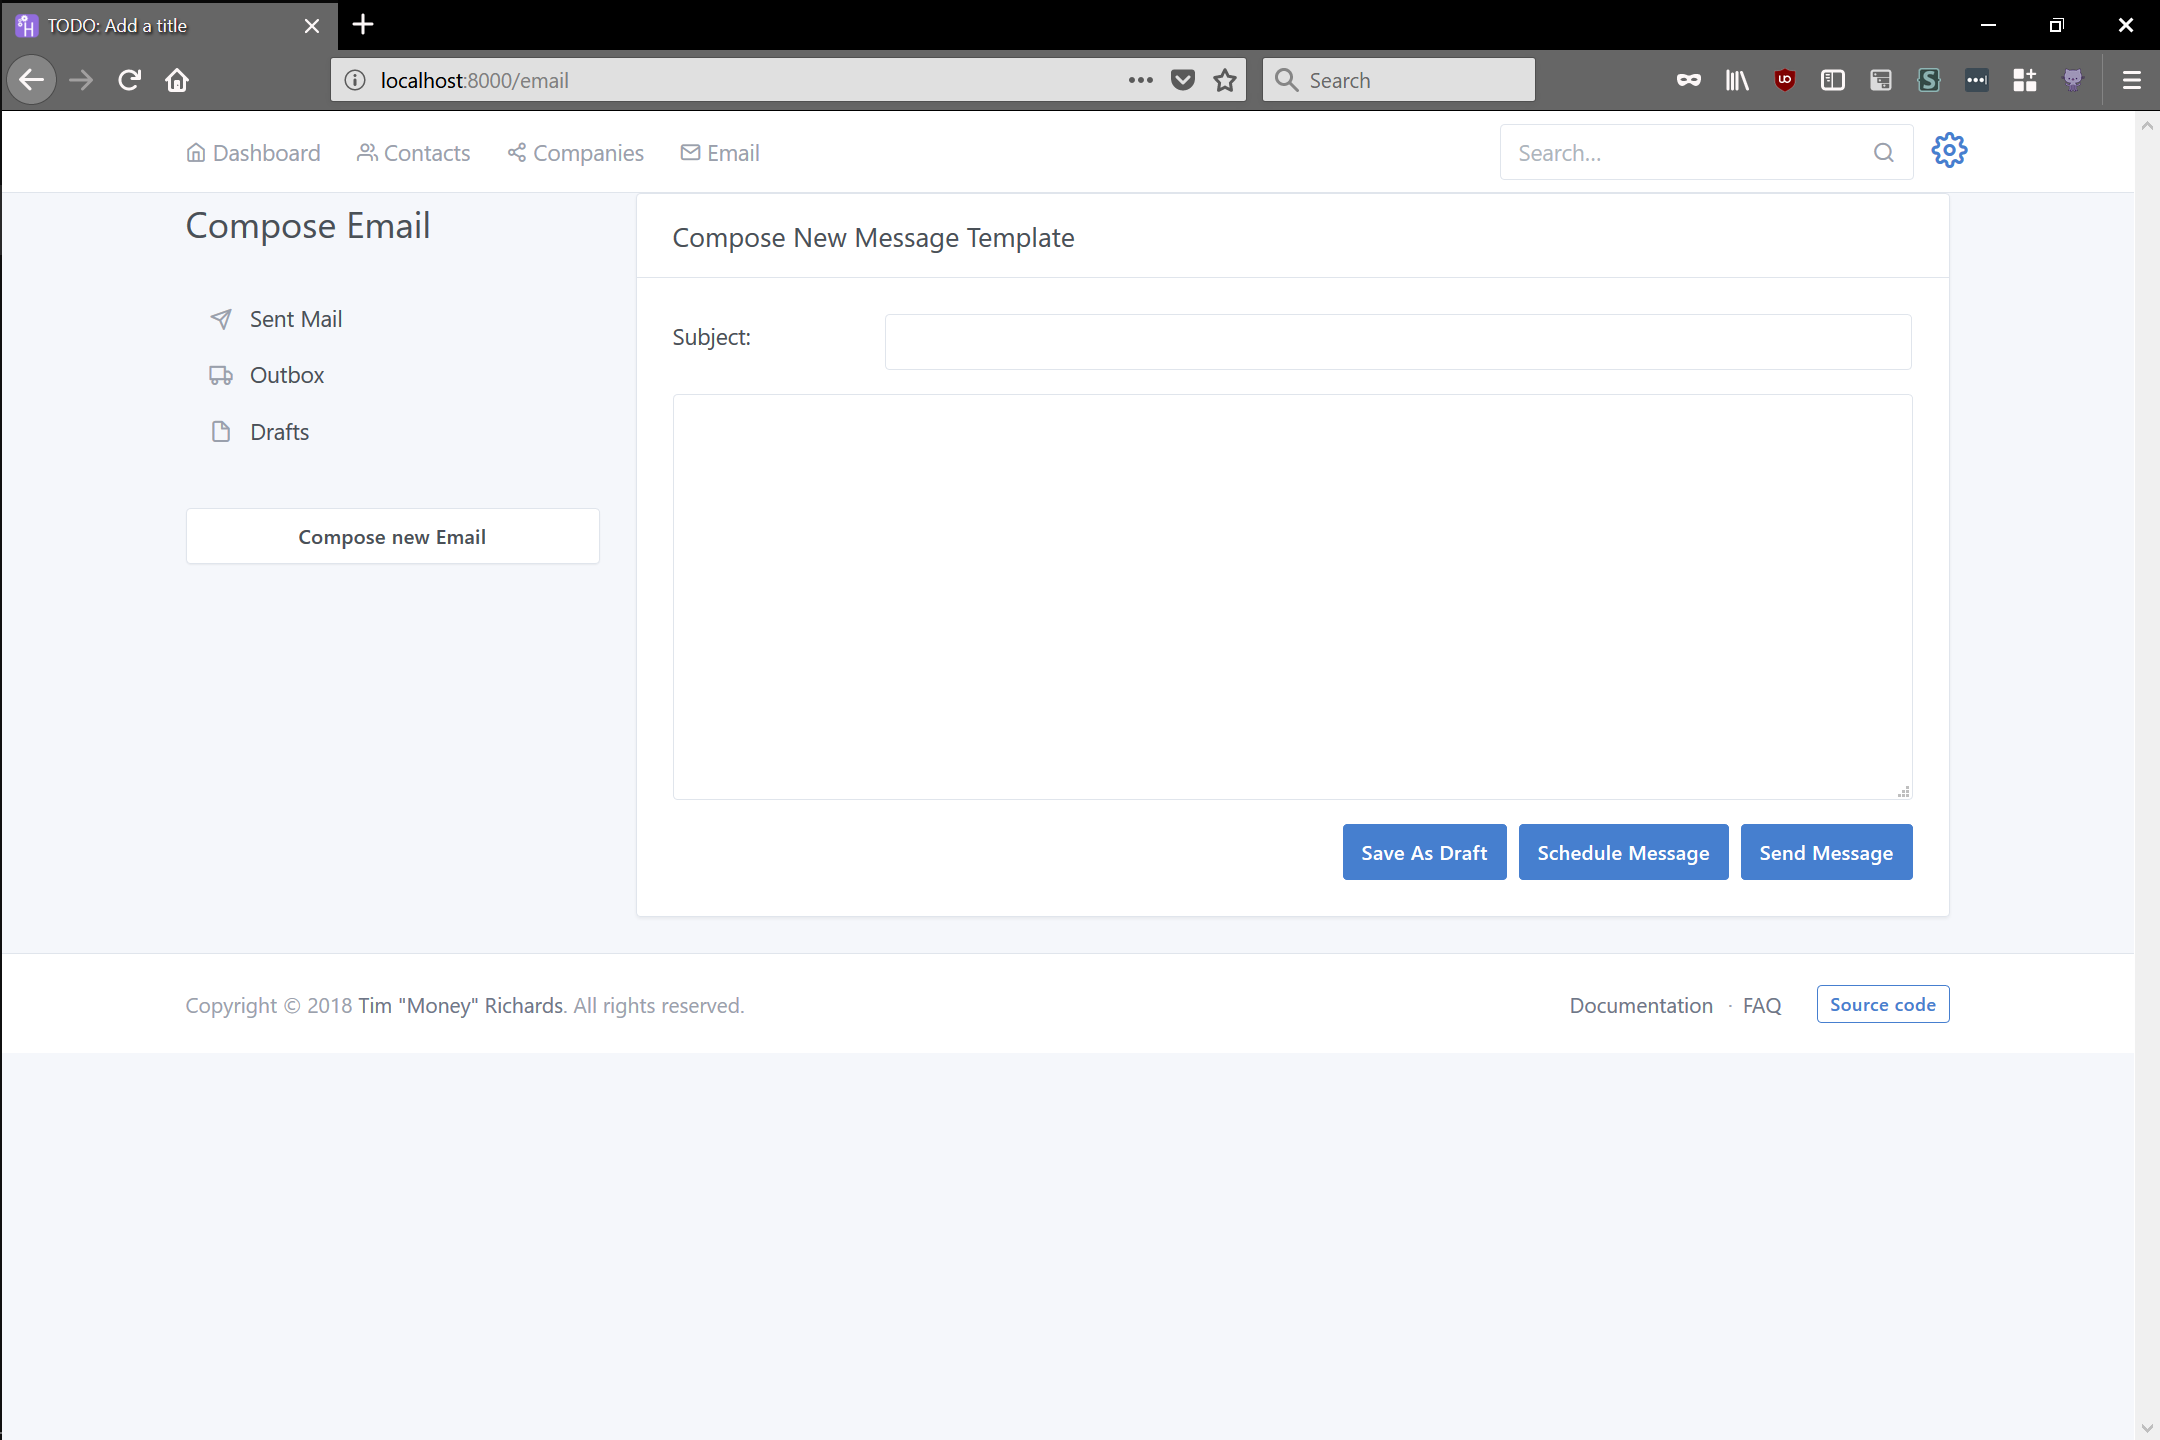 TODO: Add a title
localhost:8000/email
Search
Dashboard Contacts Companies Email
Search...
Compose Email
Compose New Message Template
Sent Mail
Outbox
Drafts
Compose new Email
Subject:
Save As Draft Schedule Message Send Message
Copyright © 2018 Tim "Money" Richards. All rights reserved.
Documentation · FAQ Source code